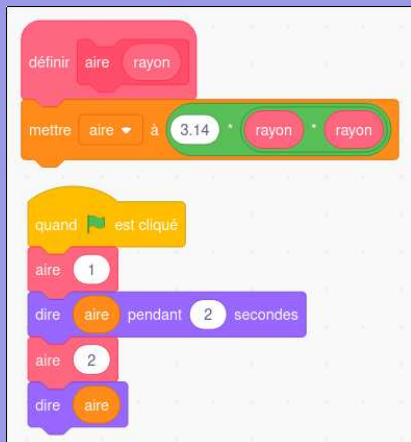 définir aire rayon
mettre aire à 3.14 * rayon * rayon
quand est cliqué
aire 1
dire aire pendant 2 secondes
aire 2
dire aire